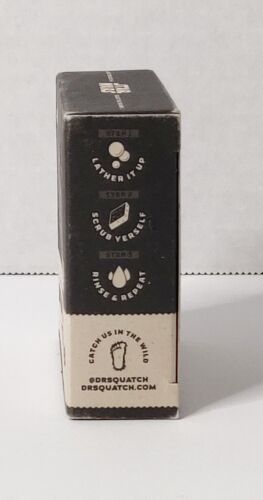 STEP 1
LATHER IT UP
STEP 2
SCRUB YERSELF
STEP 3
RINSE & REPEAT
CATCH US IN THE WILD
@DRSQUATCH
DRSQUATCH.COM